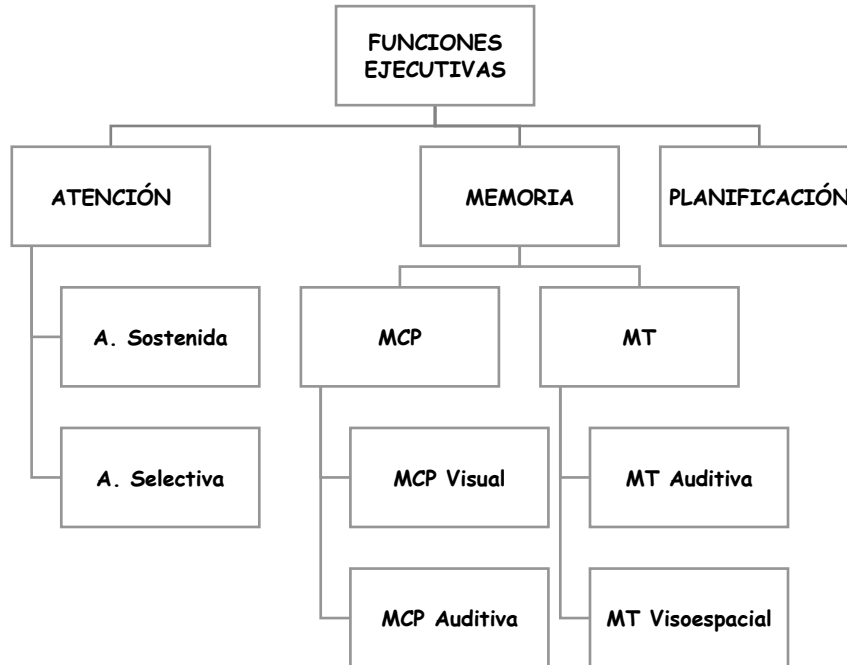 FUNCIONES
EJECUTIVAS
ATENCIÓN
MEMORIA
PLANIFICACIÓN
A. Sostenida
MCP
MT
A. Selectiva
MCP Visual
MT Auditiva
MCP Auditiva
MT Visoespacial